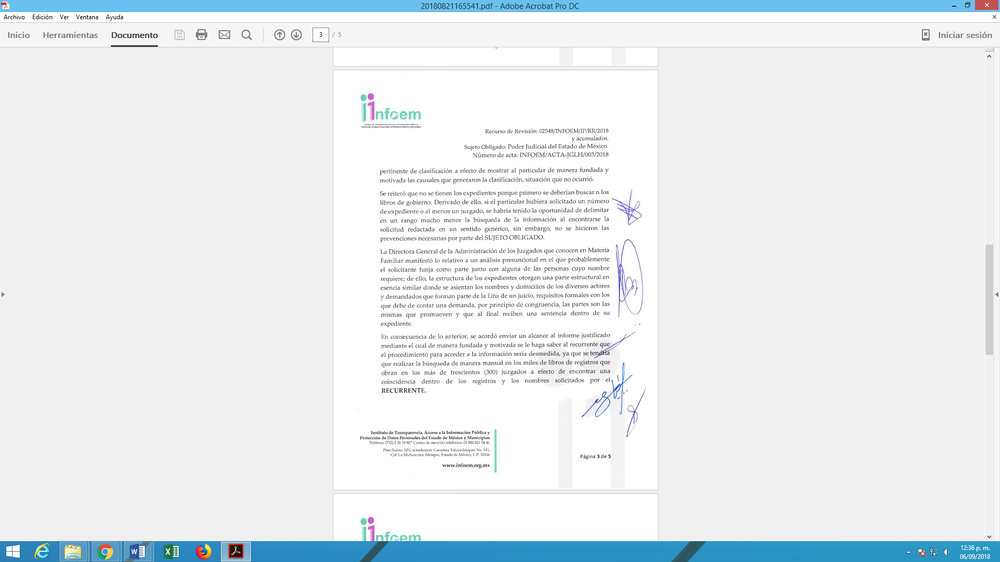 20180821165541.pdf - Adobe Acrobat Pro DC
Archivo Edición Ver Ventana Ayuda
Inicio Herramientas Documento 3 / 5 Iniciar sesión
infoem
Instituto de Transparencia, Acceso a la Información Pública y
Protección de Datos Personales del Estado de México y Municipios
Recurso de Revisión: 02548/INFOEM/IP/RR/2018
y acumulados.
Sujeto Obligado: Poder Judicial del Estado de México.
Número de acta: INFOEM/ACTA-JGLH/003/2018
pertinente de clasificación a efecto de mostrar al particular de manera fundada y
motivada las causales que generaron la clasificación, situación que no ocurrió.
Se reiteró que no se tienen los expedientes porque primero se deberían buscar n los
libros de gobierno. Derivado de ello, si el particular hubiera solicitado un número
de expediente o al menos un juzgado, se habría tenido la oportunidad de delimitar
en un rango mucho menor la búsqueda de la información al encontrarse la
solicitud redactada en un sentido genérico, sin embargo, no se hicieron las
prevenciones necesarias por parte del SUJETO OBLIGADO.
La Directora General de la Administración de los Juzgados que conocen en Materia
Familiar manifestó lo relativo a un análisis presuncional en el que probablemente
el solicitante funja como parte junto con alguna de las personas cuyo nombre
requiere; de ello, la estructura de los expedientes otorgan una parte estructural en
esencia similar donde se asientan los nombres y domicilios de los diversos actores
y demandados que forman parte de la Litis de un juicio, requisitos formales con los
que debe de contar una demanda, por principio de congruencia, las partes son las
mismas que promueven y que al final reciben una sentencia dentro de su
expediente.
En consecuencia de lo anterior, se acordó enviar un alcance al informe justificado
mediante el cual de manera fundada y motivada se le haga saber al recurrente que
el procedimiento para acceder a la información sería desmedida, ya que se tendría
que realizar la búsqueda de manera manual en los miles de libros de registros que
obran en los más de trescientos (300) juzgados a efecto de encontrar una
coincidencia dentro de los registros y los nombres solicitados por el
RECURRENTE.
Instituto de Transparencia, Acceso a la Información Pública y
Protección de Datos Personales del Estado de México y Municipios
Teléfono: (722) 2 26 19 80 * Centro de atención telefónica: 01 800 821 04 41
Pino Suárez S/N, actualmente Carretera Toluca-Ixtapan No. 111,
Col. La Michoacana, Metepec, Estado de México, C.P. 52166
www.infoem.org.mx
Página 3 de 5
infoem
12:36 p. m.
06/09/2018